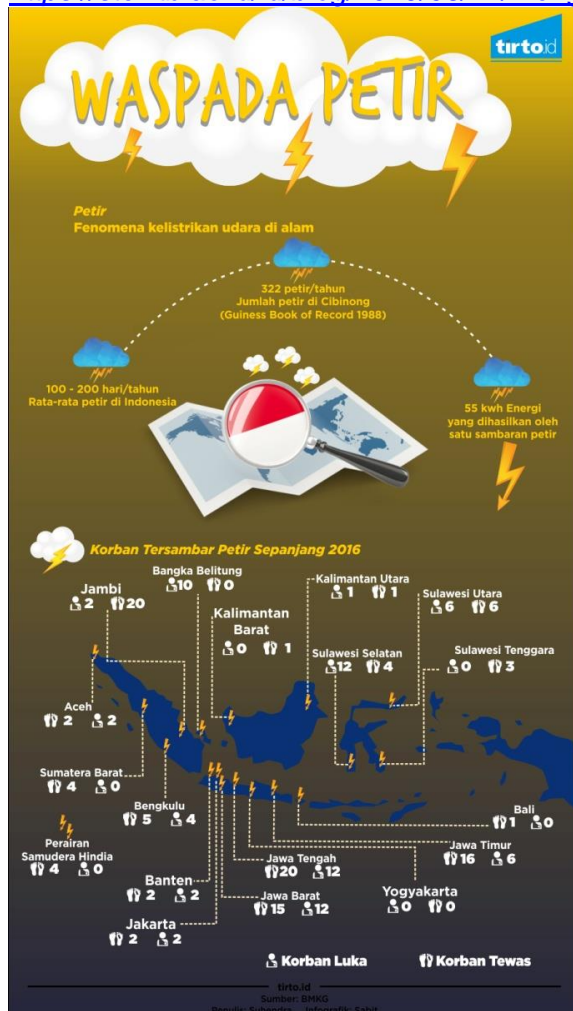 tirto.id
WASPADA PETIR
Petir
Fenomena kelistrikan udara di alam
322 petir/tahun
Jumlah petir di Cibinong
(Guiness Book of Record 1988)
100 - 200 hari/tahun
Rata-rata petir di Indonesia
55 kwh Energi
yang dihasilkan oleh
satu sambaran petir
Korban Tersambar Petir Sepanjang 2016
Bangka Belitung
10 0
Jambi
2 20
Kalimantan Utara
1 1
Sulawesi Utara
6 6
Kalimantan
Barat
0 1
Sulawesi Selatan
12 4
Sulawesi Tenggara
0 3
Aceh
2 2
Sumatera Barat
4 0
Bengkulu
5 4
Bali
1 0
Perairan
Samudera Hindia
4 0
Jawa Timur
16 6
Jawa Tengah
20 12
Banten
2 2
Jawa Barat
15 12
Yogyakarta
0 0
Jakarta
2 2
Korban Luka Korban Tewas
tirto.id
Sumber: BMKG